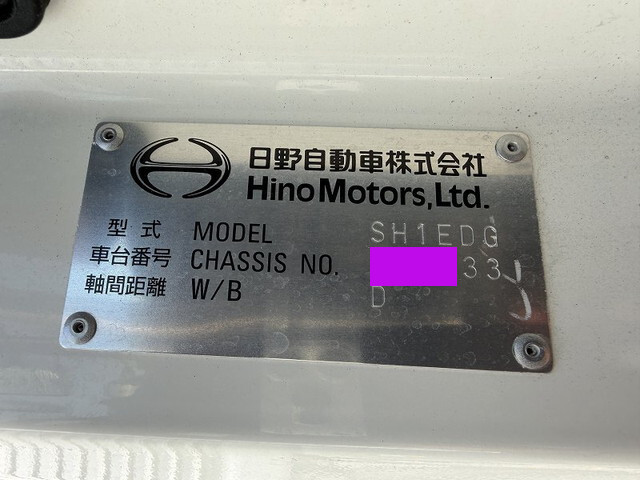 日野自動車株式会社
Hino Motors, Ltd.
型式 MODEL SH1EDG
車台番号 CHASSIS NO. 33
軸間距離 W/B D